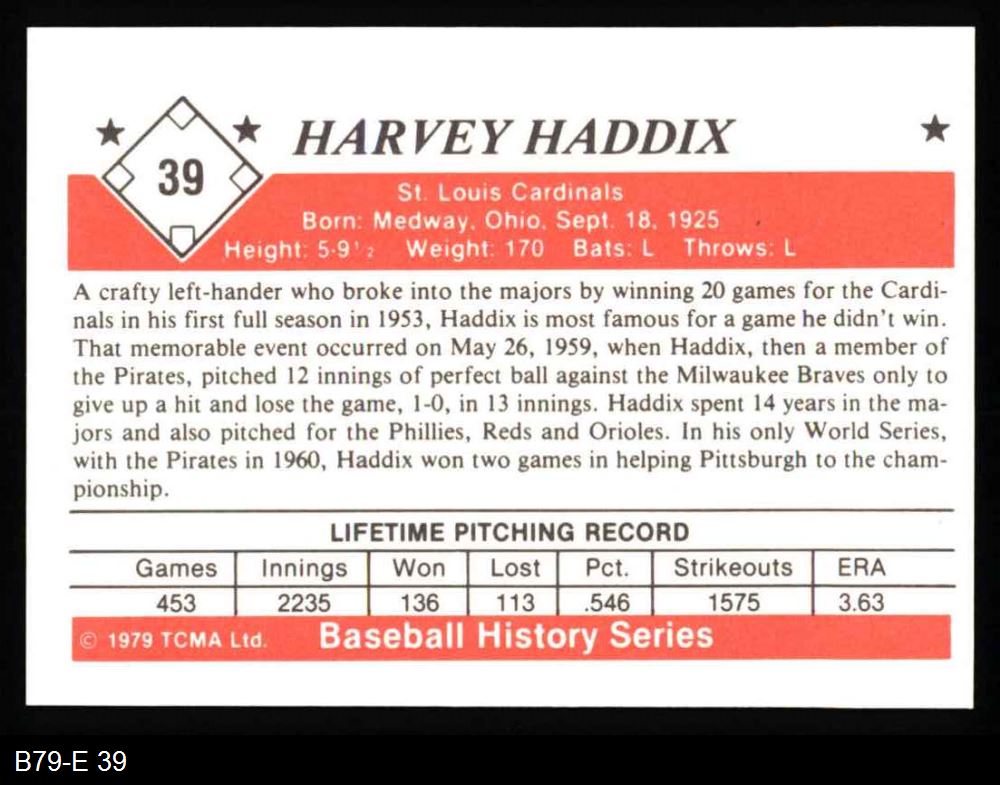 HARVEY HADDIX
39
St. Louis Cardinals
Born: Medway, Ohio, Sept. 18, 1925
Height: 5-9½ Weight: 170 Bats: L Throws: L
A crafty left-hander who broke into the majors by winning 20 games for the Cardi-
nals in his first full season in 1953, Haddix is most famous for a game he didn't win.
That memorable event occurred on May 26, 1959, when Haddix, then a member of
the Pirates, pitched 12 innings of perfect ball against the Milwaukee Braves only to
give up a hit and lose the game, 1-0, in 13 innings. Haddix spent 14 years in the ma-
jors and also pitched for the Phillies, Reds and Orioles. In his only World Series,
with the Pirates in 1960, Haddix won two games in helping Pittsburgh to the cham-
pionship.
LIFETIME PITCHING RECORD
Games Innings Won Lost Pct. Strikeouts ERA
453 2235 136 113 .546 1575 3.63
© 1979 TCMA Ltd. Baseball History Series
B79-E 39